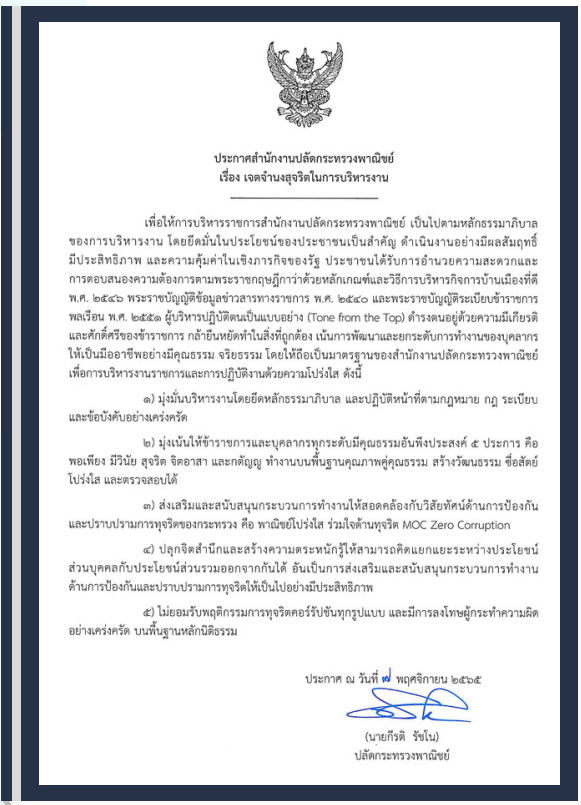 ประกาศสำนักงานปลัดกระทรวงพาณิชย์
เรื่อง เจตจำนงสุจริตในการบริหารงาน
เพื่อให้การบริหารราชการสำนักงานปลัดกระทรวงพาณิชย์ เป็นไปตามหลักธรรมาภิบาล
ของการบริหารงาน โดยยึดมั่นในประโยชน์ของประชาชนเป็นสำคัญ ดำเนินงานอย่างมีผลสัมฤทธิ์
มีประสิทธิภาพ และความคุ้มค่าในเชิงภารกิจของรัฐ ประชาชนได้รับการอำนวยความสะดวกและ
การตอบสนองความต้องการตามพระราชกฤษฎีกาว่าด้วยหลักเกณฑ์และวิธีการบริหารกิจการบ้านเมืองที่ดี
พ.ศ. ๒๕๔๖ พระราชบัญญัติข้อมูลข่าวสารทางราชการ พ.ศ. ๒๕๔๐ และพระราชบัญญัติระเบียบข้าราชการ
พลเรือน พ.ศ. ๒๕๕๑ ผู้บริหารปฏิบัติตนเป็นแบบอย่าง (Tone from the Top) ดำรงตนอยู่ด้วยความมีเกียรติ
และศักดิ์ศรีของข้าราชการ กล้ายืนหยัดทำในสิ่งที่ถูกต้อง เน้นการพัฒนาและยกระดับการทำงานของบุคลากร
ให้เป็นมืออาชีพอย่างมีคุณธรรม จริยธรรม โดยให้ถือเป็นมาตรฐานของสำนักงานปลัดกระทรวงพาณิชย์
เพื่อการบริหารงานราชการและการปฏิบัติงานด้วยความโปร่งใส ดังนี้
๑) มุ่งมั่นบริหารงานโดยยึดหลักธรรมาภิบาล และปฏิบัติหน้าที่ตามกฎหมาย กฎ ระเบียบ
และข้อบังคับอย่างเคร่งครัด
๒) มุ่งเน้นให้ข้าราชการและบุคลากรทุกระดับมีคุณธรรมอันพึงประสงค์ ๕ ประการ คือ
พอเพียง มีวินัย สุจริต จิตอาสา และกตัญญู ทำงานบนพื้นฐานคุณภาพคู่คุณธรรม สร้างวัฒนธรรม ซื่อสัตย์
โปร่งใส และตรวจสอบได้
๓) ส่งเสริมและสนับสนุนกระบวนการทำงานให้สอดคล้องกับวิสัยทัศน์ด้านการป้องกัน
และปราบปรามการทุจริตของกระทรวง คือ พาณิชย์โปร่งใส ร่วมใจต้านทุจริต MOC Zero Corruption
๔) ปลุกจิตสำนึกและสร้างความตระหนักรู้ให้สามารถคิดแยกแยะระหว่างประโยชน์
ส่วนบุคคลกับประโยชน์ส่วนรวมออกจากกันได้ อันเป็นการส่งเสริมและสนับสนุนกระบวนการทำงาน
ด้านการป้องกันและปราบปรามการทุจริตให้เป็นไปอย่างมีประสิทธิภาพ
๕) ไม่ยอมรับพฤติกรรมการทุจริตคอร์รัปชันทุกรูปแบบ และมีการลงโทษผู้กระทำความผิด
อย่างเคร่งครัด บนพื้นฐานหลักนิติธรรม
ประกาศ ณ วันที่ ๗ พฤศจิกายน ๒๕๖๕
(นายกีรติ รัชโน)
ปลัดกระทรวงพาณิชย์